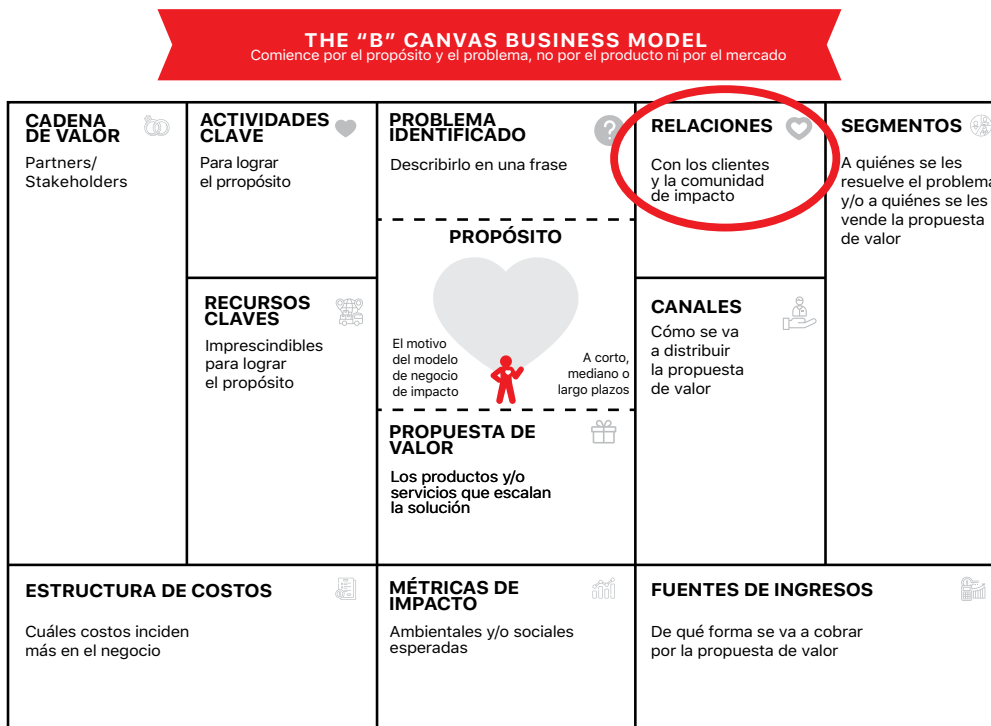 THE “B” CANVAS BUSINESS MODEL
Comience por el propósito y el problema, no por el producto ni por el mercado
CADENA
DE VALOR
Partners/
Stakeholders
ACTIVIDADES
CLAVE
Para lograr
el prropósito
PROBLEMA
IDENTIFICADO
?
Describirlo en una frase
RELACIONES
Con los clientes
y la comunidad
de impacto
SEGMENTOS
A quiénes se les
resuelve el problema
y/o a quiénes se les
vende la propuesta
de valor
PROPÓSITO
El motivo
del modelo
de negocio
de impacto
A corto,
mediano o
largo plazos
RECURSOS
CLAVES
Imprescindibles
para lograr
el propósito
CANALES
Cómo se va
a distribuir
la propuesta
de valor
PROPUESTA DE
VALOR
Los productos y/o
servicios que escalan
la solución
ESTRUCTURA DE COSTOS
Cuáles costos inciden
más en el negocio
MÉTRICAS DE
IMPACTO
Ambientales y/o sociales
esperadas
FUENTES DE INGRESOS
De qué forma se va a cobrar
por la propuesta de valor